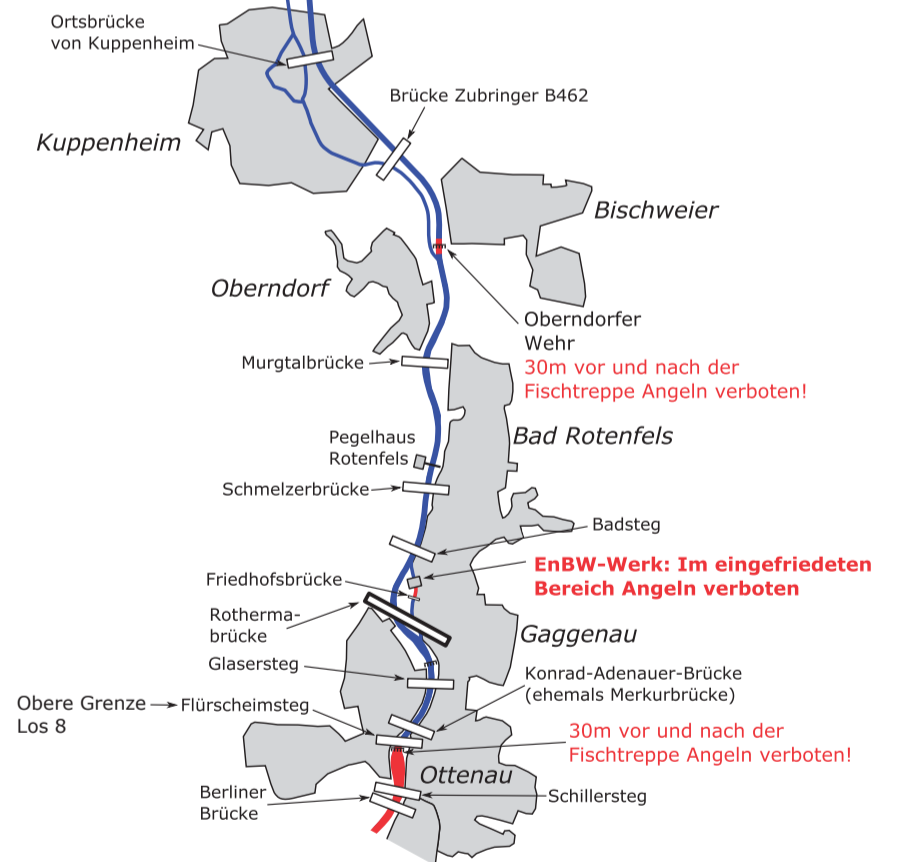 Ortsbrücke
von Kuppenheim
Brücke Zubringer B462
Kuppenheim
Bischweier
Oberndorf
Oberndorfer
Wehr
30m vor und nach der
Fischtreppe Angeln verboten!
Murgtalbrücke
Bad Rotenfels
Pegelhaus
Rotenfels
Schmelzerbrücke
Badsteg
EnBW-Werk: Im eingefriedeten
Bereich Angeln verboten
Friedhofsbrücke
Rotherma-
brücke
Gaggenau
Glasersteg
Konrad-Adenauer-Brücke
(ehemals Merkurbrücke)
Obere Grenze
Los 8
Flürscheimsteg
30m vor und nach der
Fischtreppe Angeln verboten!
Ottenau
Berliner
Brücke
Schillersteg